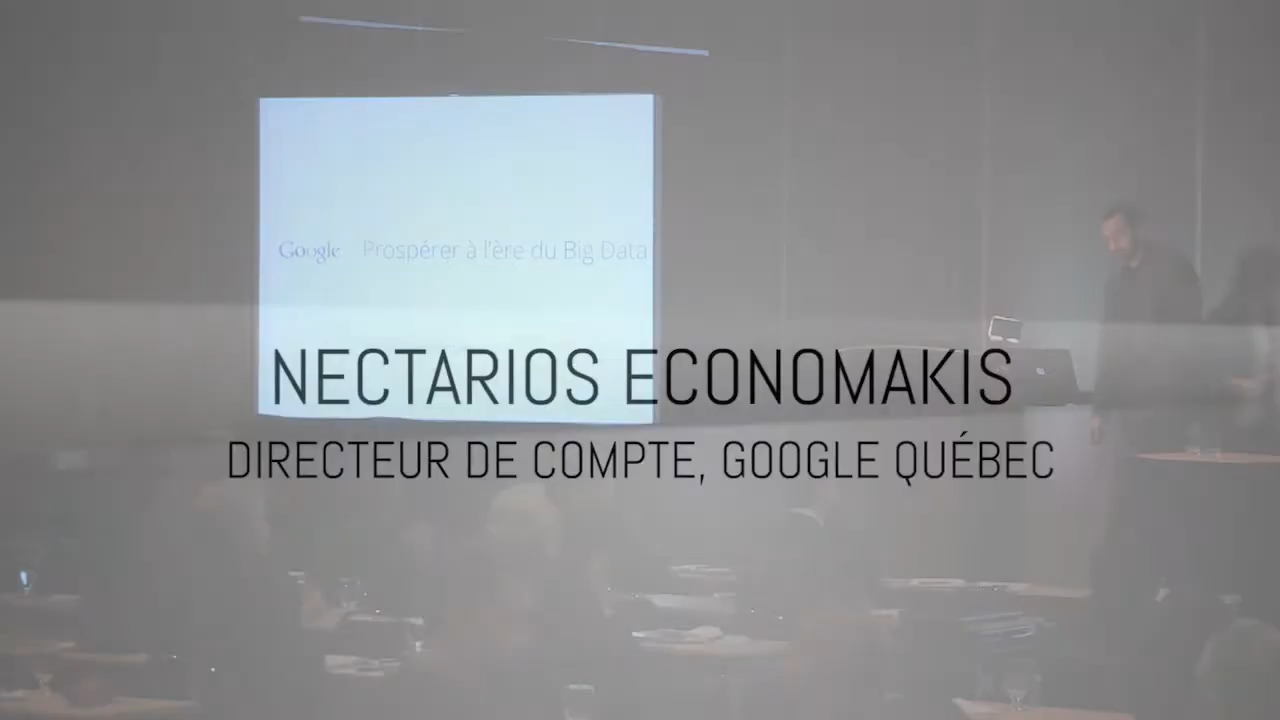 Google Prospérer à l'ère du Big Data
NECTARIOS ECONOMAKIS
DIRECTEUR DE COMPTE, GOOGLE QUÉBEC